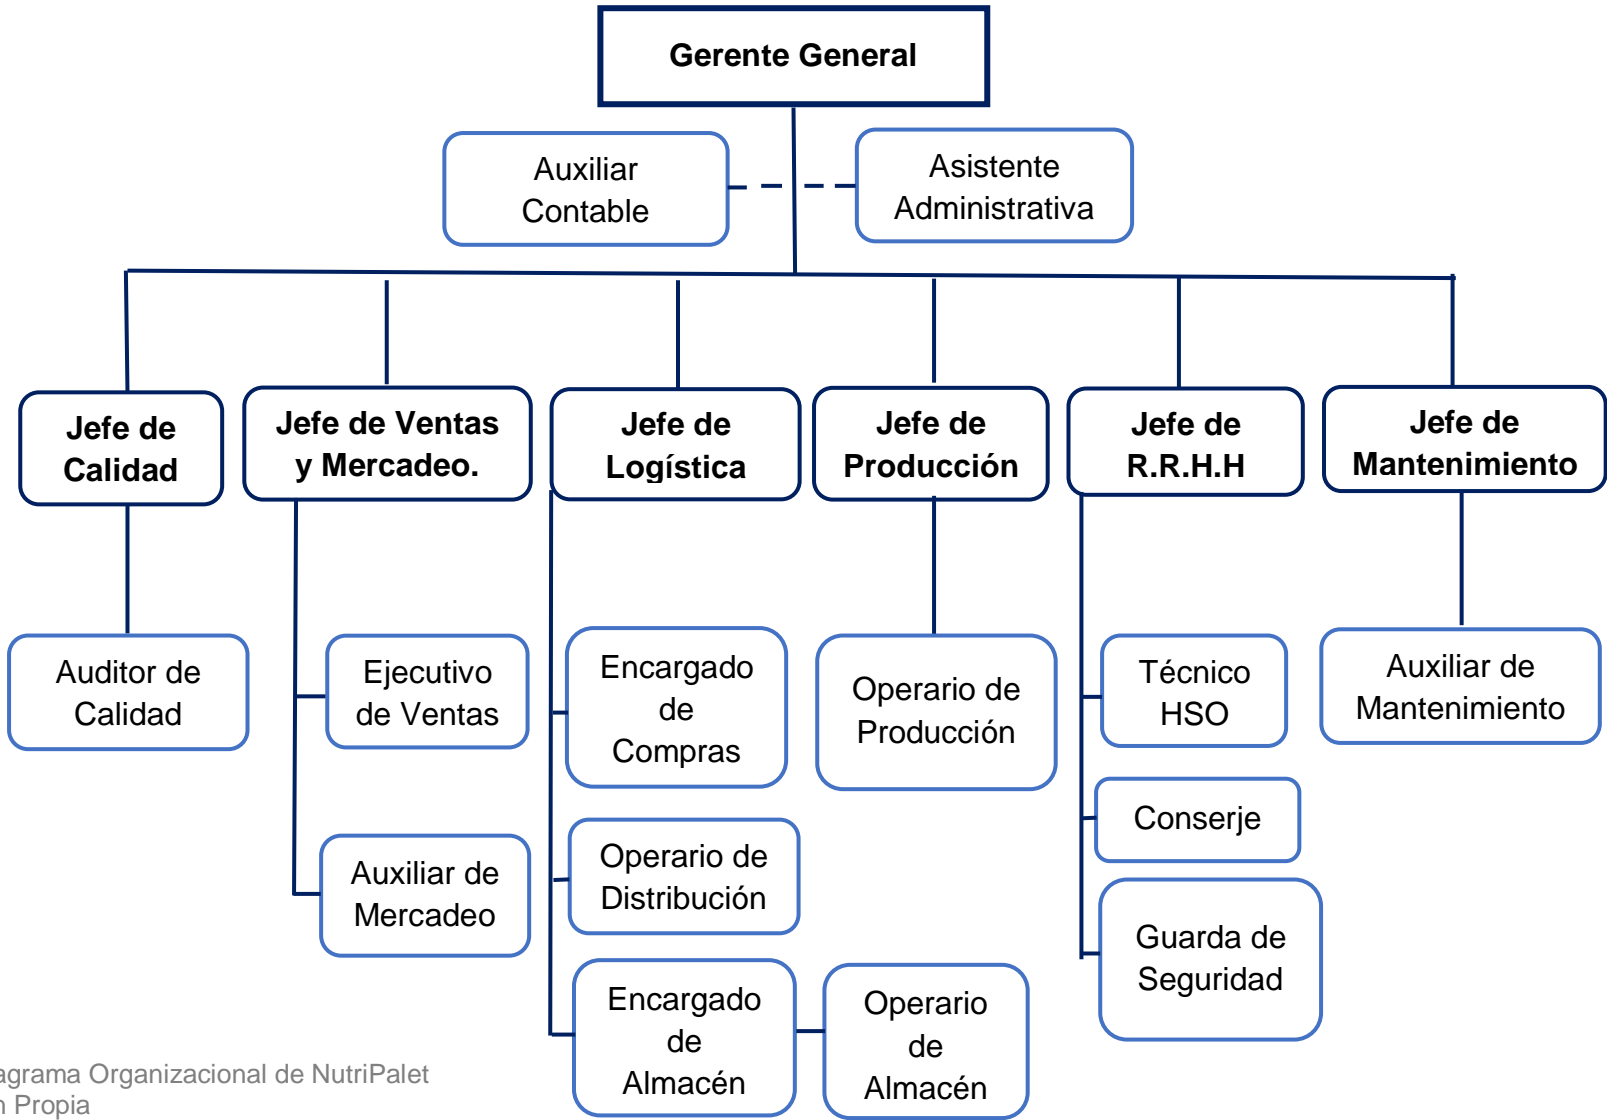 Gerente General
Auxiliar
Contable
Asistente
Administrativa
Jefe de
Calidad
Jefe de Ventas
y Mercadeo.
Jefe de
Logística
Jefe de
Producción
Jefe de
R.R.H.H
Jefe de
Mantenimiento
Auditor de
Calidad
Ejecutivo
de Ventas
Encargado
de
Compras
Operario de
Producción
Técnico
HSO
Auxiliar de
Mantenimiento
Conserje
Auxiliar de
Mercadeo
Operario de
Distribución
Guarda de
Seguridad
Encargado
de
Almacén
Operario
de
Almacén
agrama Organizacional de NutriPalet
n Propia